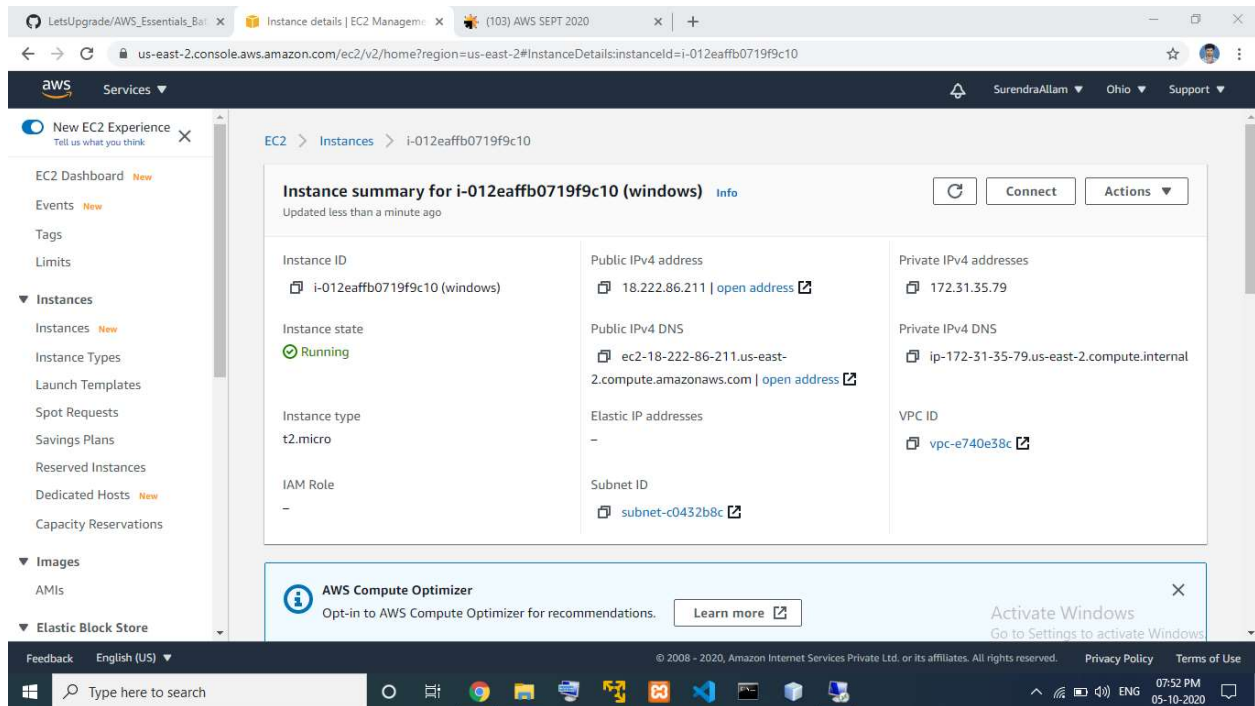 LetsUpgrade/AWS_Essentials_Bat
Instance details | EC2 Manageme
(103) AWS SEPT 2020
us-east-2.console.aws.amazon.com/ec2/v2/home?region=us-east-2#InstanceDetails:instanceId=i-012eaffb0719f9c10
aws
Services
SurendraAllam
Ohio
Support
New EC2 Experience
Tell us what you think
EC2 Dashboard New
Events New
Tags
Limits
Instances
Instances New
Instance Types
Launch Templates
Spot Requests
Savings Plans
Reserved Instances
Dedicated Hosts New
Capacity Reservations
Images
AMIs
Elastic Block Store
EC2 > Instances > i-012eaffb0719f9c10
Instance summary for i-012eaffb0719f9c10 (windows) Info
Updated less than a minute ago
Connect
Actions
Instance ID
i-012eaffb0719f9c10 (windows)
Public IPv4 address
18.222.86.211 | open address
Private IPv4 addresses
172.31.35.79
Instance state
Running
Public IPv4 DNS
ec2-18-222-86-211.us-east-
2.compute.amazonaws.com | open address
Private IPv4 DNS
ip-172-31-35-79.us-east-2.compute.internal
Instance type
t2.micro
Elastic IP addresses
–
VPC ID
vpc-e740e38c
IAM Role
–
Subnet ID
subnet-c0432b8c
AWS Compute Optimizer
Opt-in to AWS Compute Optimizer for recommendations.
Learn more
Activate Windows
Go to Settings to activate Windows.
Feedback
English (US)
© 2008 - 2020, Amazon Internet Services Private Ltd. or its affiliates. All rights reserved.
Privacy Policy
Terms of Use
Type here to search
ENG
07:52 PM
05-10-2020